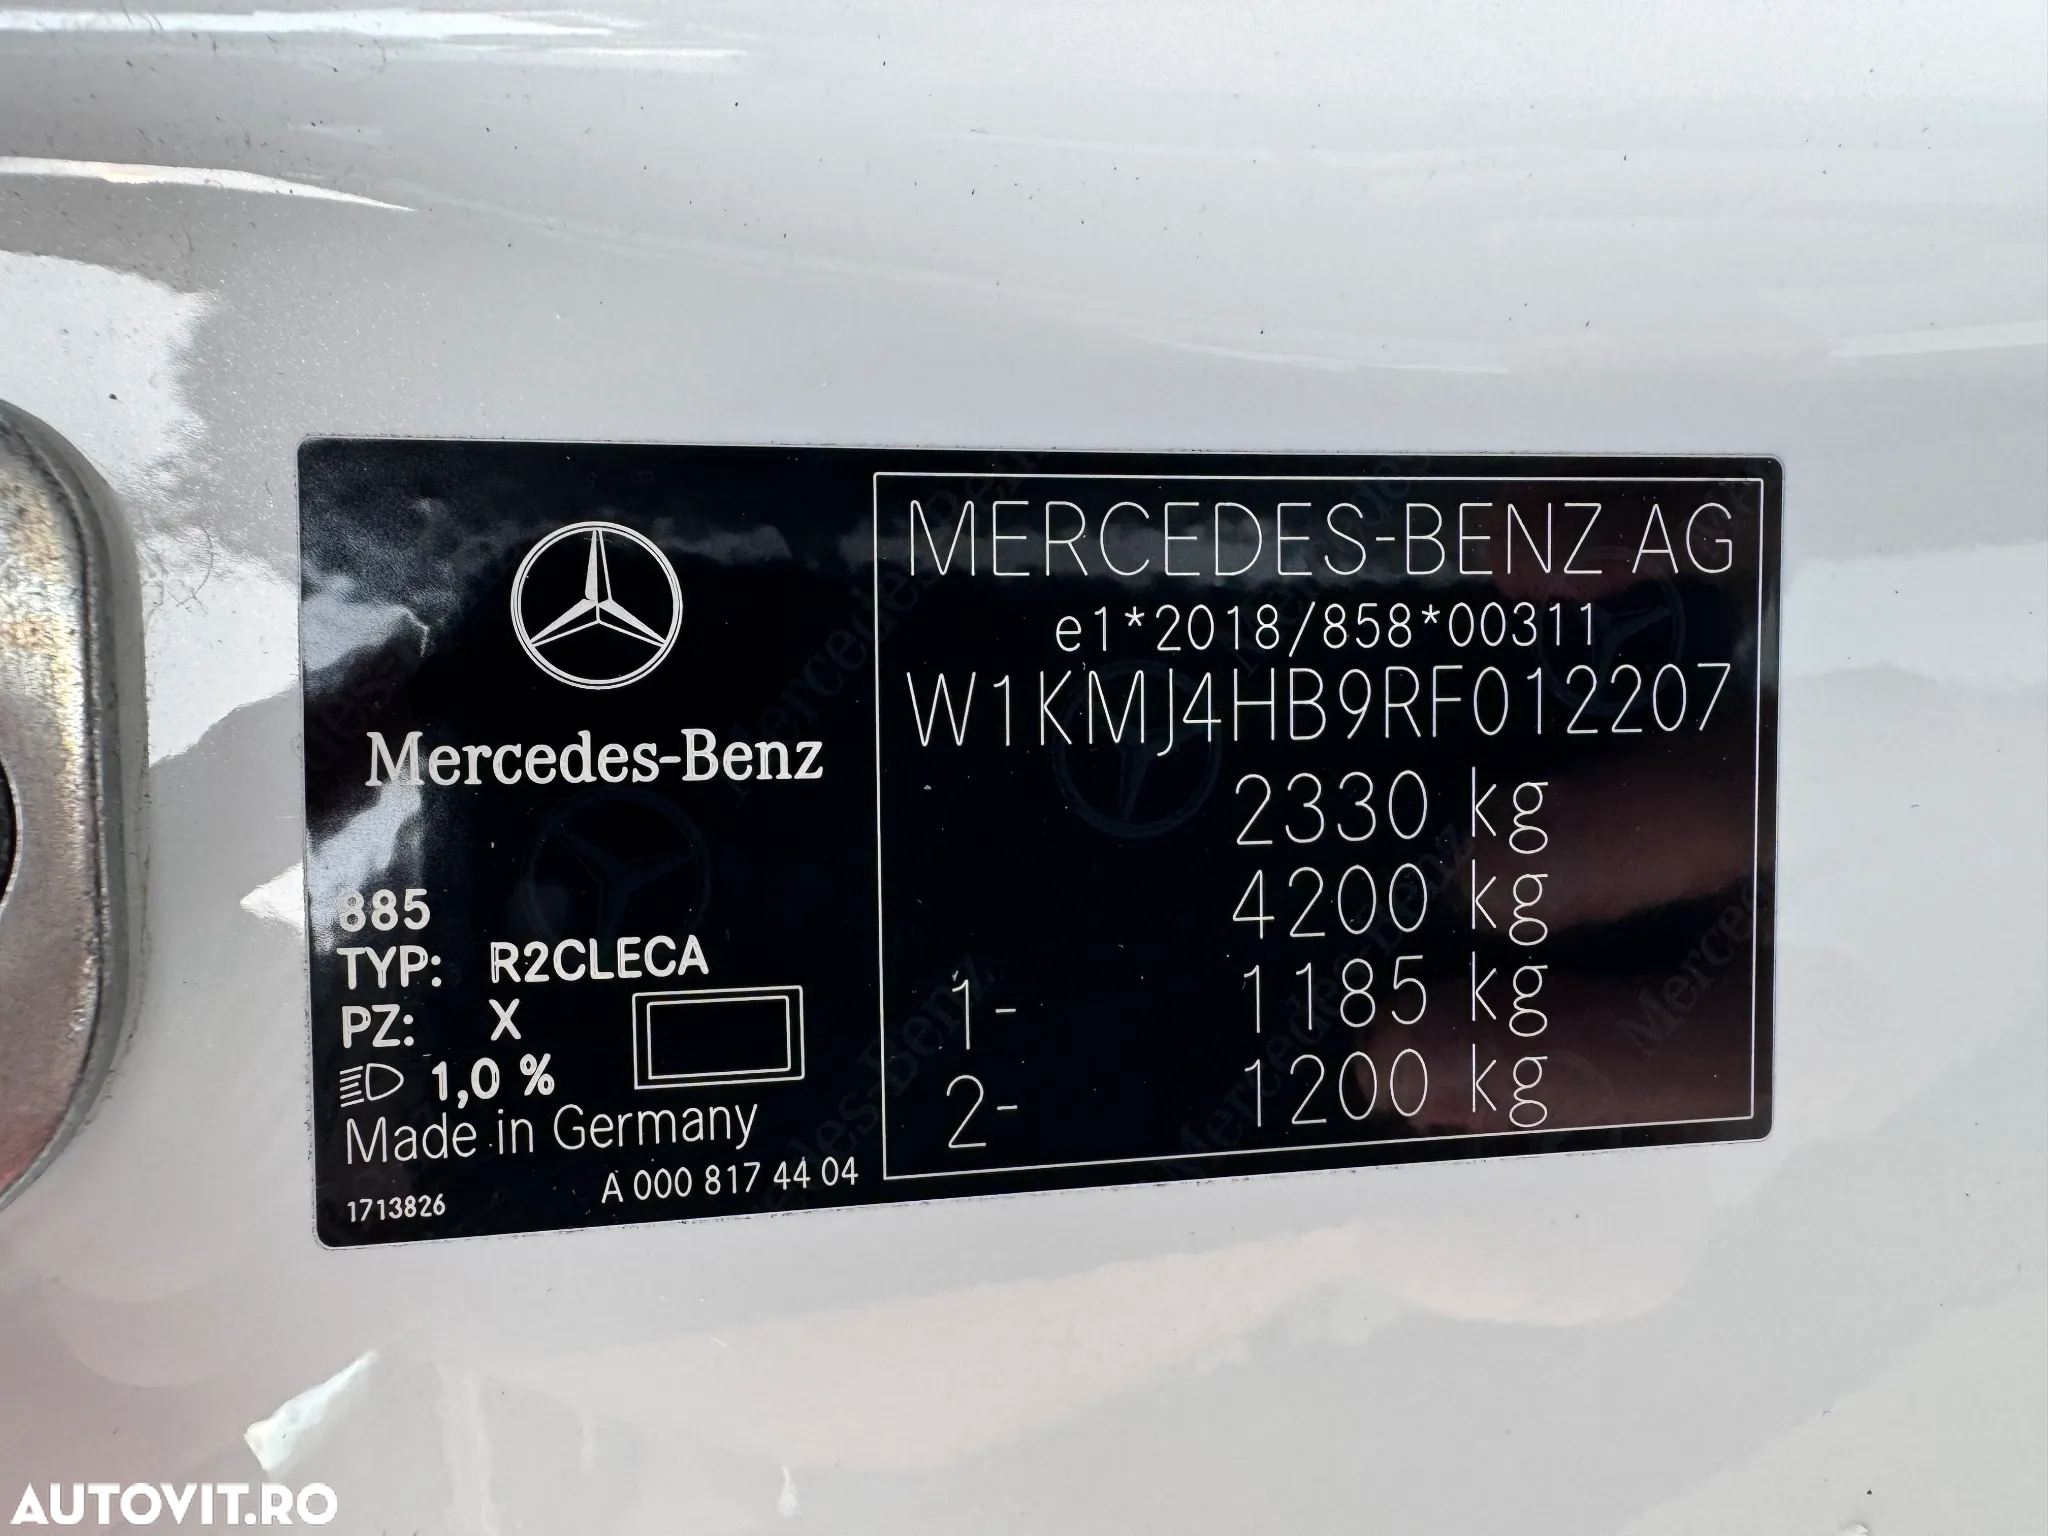 Mercedes-Benz
885
TYP: R2CLECA
PZ: X
1,0 %
Made in Germany
A 000 817 44 04
1713826
MERCEDES-BENZ AG
e1*2018/858*00311
W1KMJ4HB9RF012207
2330 kg
4200 kg
1- 1185 kg
2- 1200 kg
AUTOVIT.RO